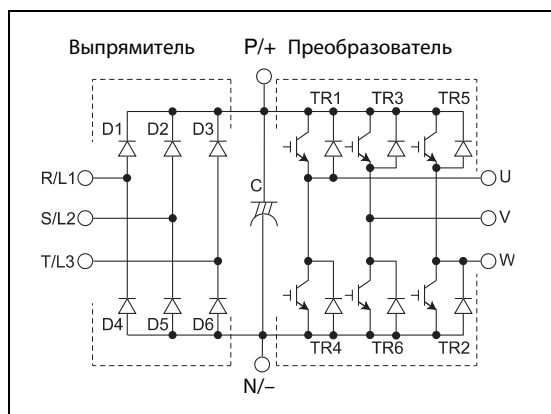 Выпрямитель P/+ Преобразователь
TR1 TR3 TR5
D1 D2 D3
R/L1 C U
S/L2 V
T/L3 W
D4 D5 D6
TR4 TR6 TR2
N/–